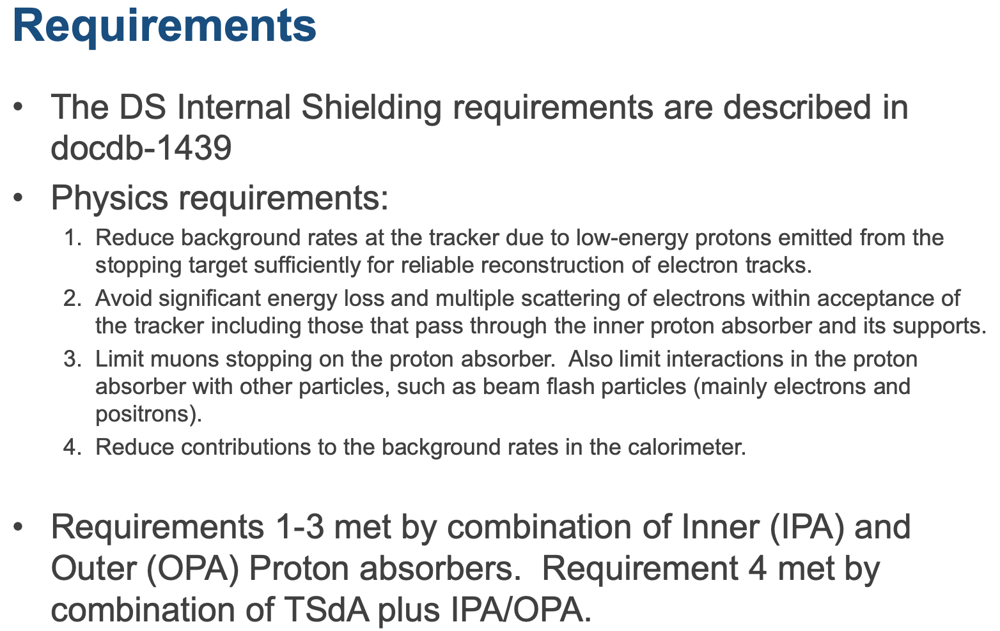 Requirements
• The DS Internal Shielding requirements are described in
docdb-1439
• Physics requirements:
1. Reduce background rates at the tracker due to low-energy protons emitted from the
stopping target sufficiently for reliable reconstruction of electron tracks.
2. Avoid significant energy loss and multiple scattering of electrons within acceptance of
the tracker including those that pass through the inner proton absorber and its supports.
3. Limit muons stopping on the proton absorber.  Also limit interactions in the proton
absorber with other particles, such as beam flash particles (mainly electrons and
positrons).
4. Reduce contributions to the background rates in the calorimeter.
• Requirements 1-3 met by combination of Inner (IPA) and
Outer (OPA) Proton absorbers.  Requirement 4 met by
combination of TSdA plus IPA/OPA.